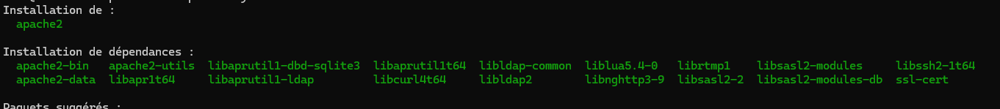 Installation de :
apache2
Installation de dépendances :
apache2-bin apache2-utils libaprutil1-dbd-sqlite3 libaprutil1t64 libldap-common liblua5.4-0 librtmp1 libsasl2-modules libssh2-1t64
apache2-data libapr1t64 libaprutil1-ldap libcurl4t64 libldap2 libnghttp3-9 libsasl2-2 libsasl2-modules-db ssl-cert
Paquets suggérés :